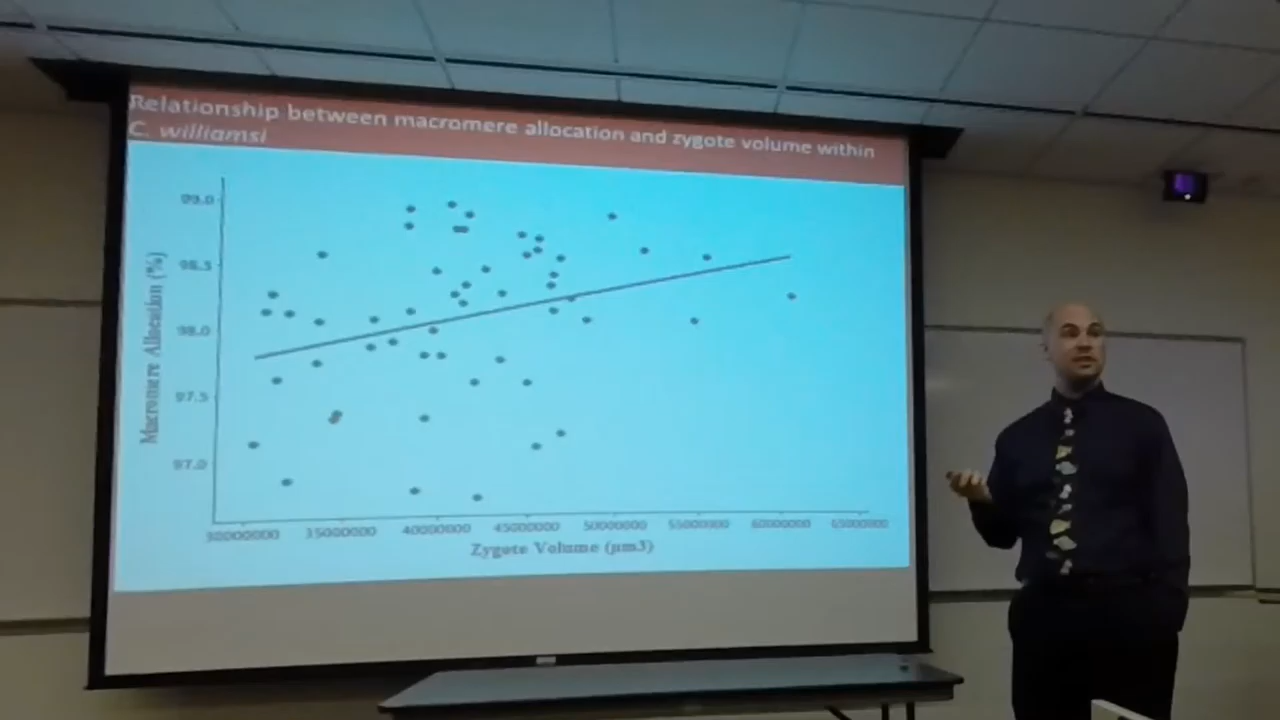 Relationship between macromere allocation and zygote volume within
C. williamsi
99.0
98.5
98.0
97.5
97.0
Macromere Allocation (%)
30000000 35000000 40000000 45000000 50000000 55000000 60000000 65000000
Zygote Volume (µm3)